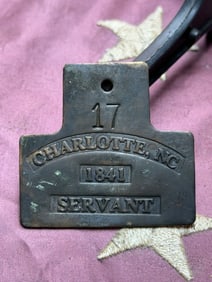 17
CHARLOTTE, NC
1841
SERVANT